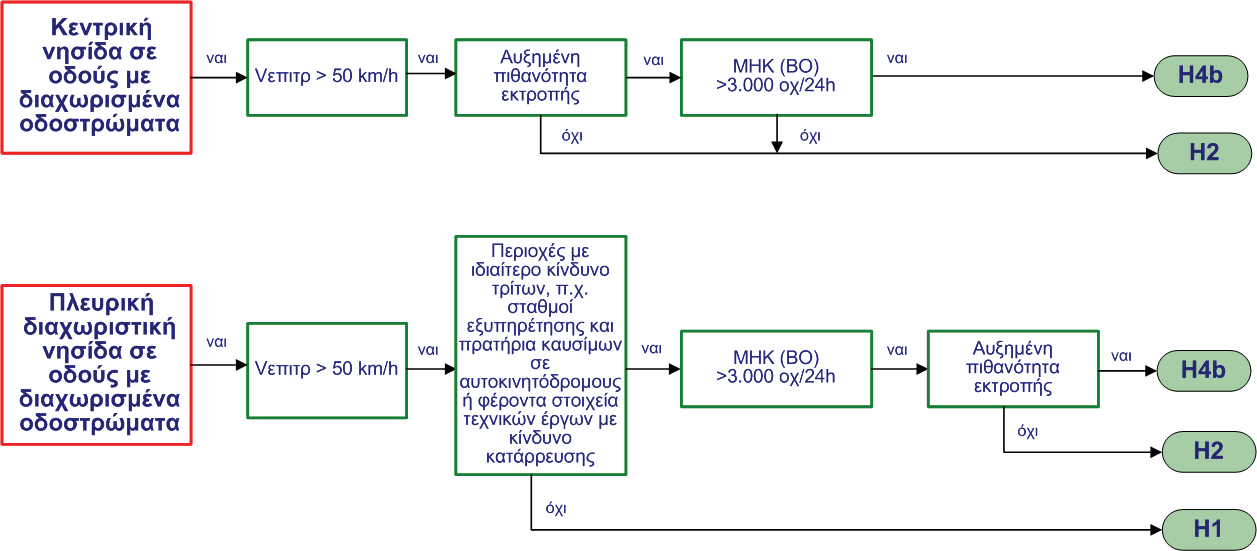 Κεντρική
νησίδα σε
οδούς με
διαχωρισμένα
οδοστρώματα
ναι
Vεπιτρ > 50 km/h
ναι
Αυξημένη
πιθανότητα
εκτροπής
ναι
ΜΗΚ (ΒΟ)
>3.000 οχ/24h
ναι
H4b
όχι
όχι
H2
Πλευρική
διαχωριστική
νησίδα σε
οδούς με
διαχωρισμένα
οδοστρώματα
ναι
Vεπιτρ > 50 km/h
ναι
Περιοχές με
ιδιαίτερο κίνδυνο
τρίτων, π.χ.
σταθμοί
εξυπηρέτησης και
πρατήρια καυσίμων
σε
αυτοκινητόδρομους
ή φέροντα στοιχεία
τεχνικών έργων με
κίνδυνο
κατάρρευσης
ναι
ΜΗΚ (ΒΟ)
>3.000 οχ/24h
ναι
Αυξημένη
πιθανότητα
εκτροπής
ναι
H4b
όχι
H2
όχι
H1